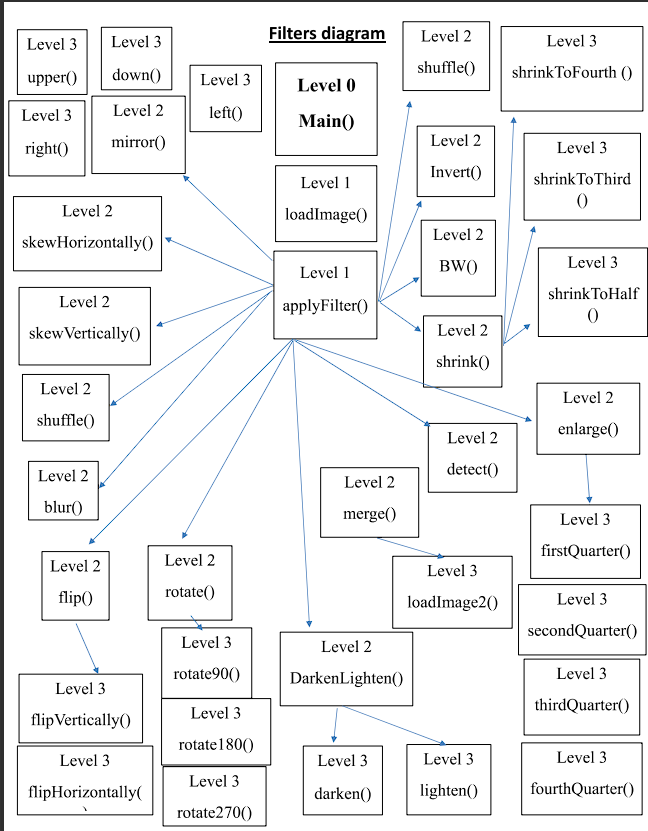 Filters diagram
Level 3
upper()
Level 3
down()
Level 3
left()
Level 3
right()
Level 2
mirror()
Level 0
Main()
Level 2
shuffle()
Level 3
shrinkToFourth ()
Level 1
loadImage()
Level 2
Invert()
Level 3
shrinkToThird
()
Level 2
skewHorizontally()
Level 1
applyFilter()
Level 2
BW()
Level 3
shrinkToHalf
()
Level 2
skewVertically()
Level 2
shrink()
Level 2
shuffle()
Level 2
detect()
Level 2
enlarge()
Level 2
blur()
Level 2
merge()
Level 3
firstQuarter()
Level 2
flip()
Level 2
rotate()
Level 3
loadImage2()
Level 3
secondQuarter()
Level 3
rotate90()
Level 2
DarkenLighten()
Level 3
thirdQuarter()
Level 3
flipVertically()
Level 3
rotate180()
Level 3
flipHorizontally(
Level 3
rotate270()
Level 3
darken()
Level 3
lighten()
Level 3
fourthQuarter()